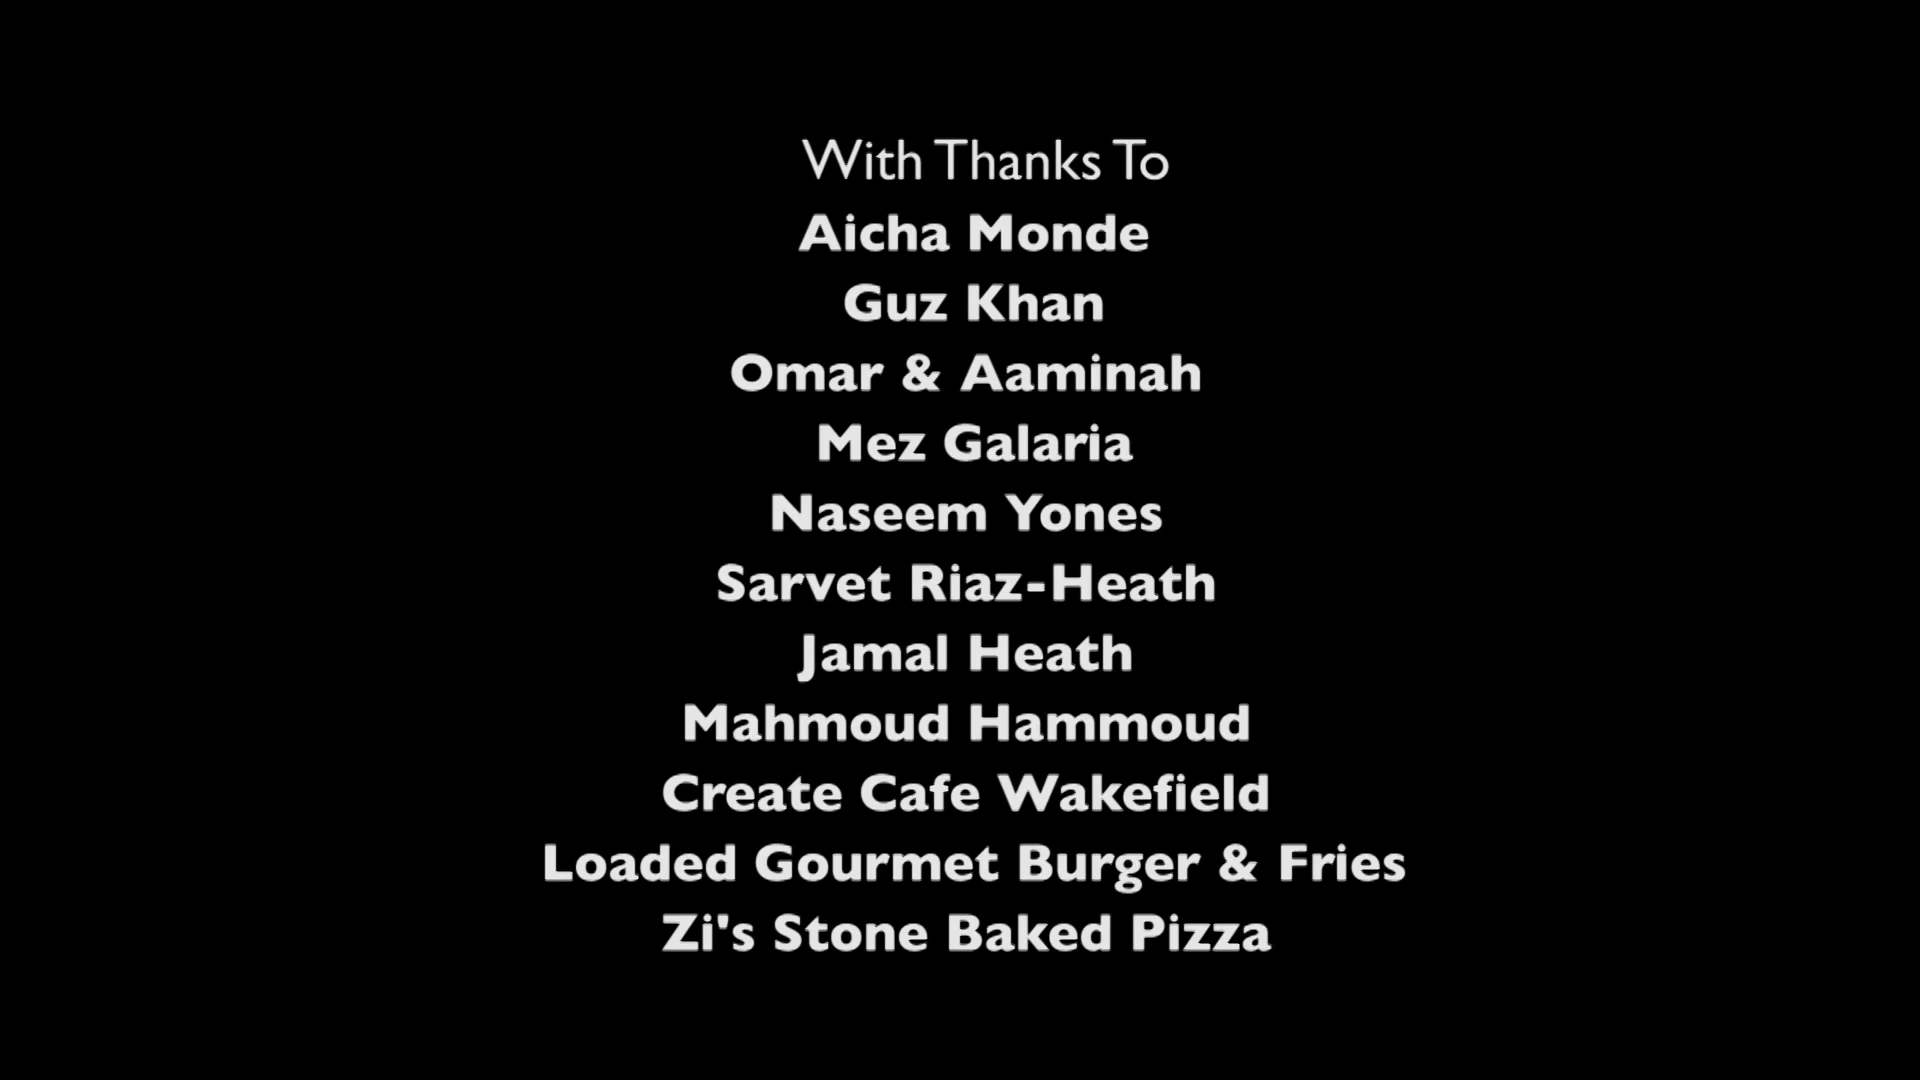 With Thanks To
Aicha Monde
Guz Khan
Omar & Aaminah
Mez Galaria
Naseem Yones
Sarvet Riaz-Heath
Jamal Heath
Mahmoud Hammoud
Create Cafe Wakefield
Loaded Gourmet Burger & Fries
Zi's Stone Baked Pizza